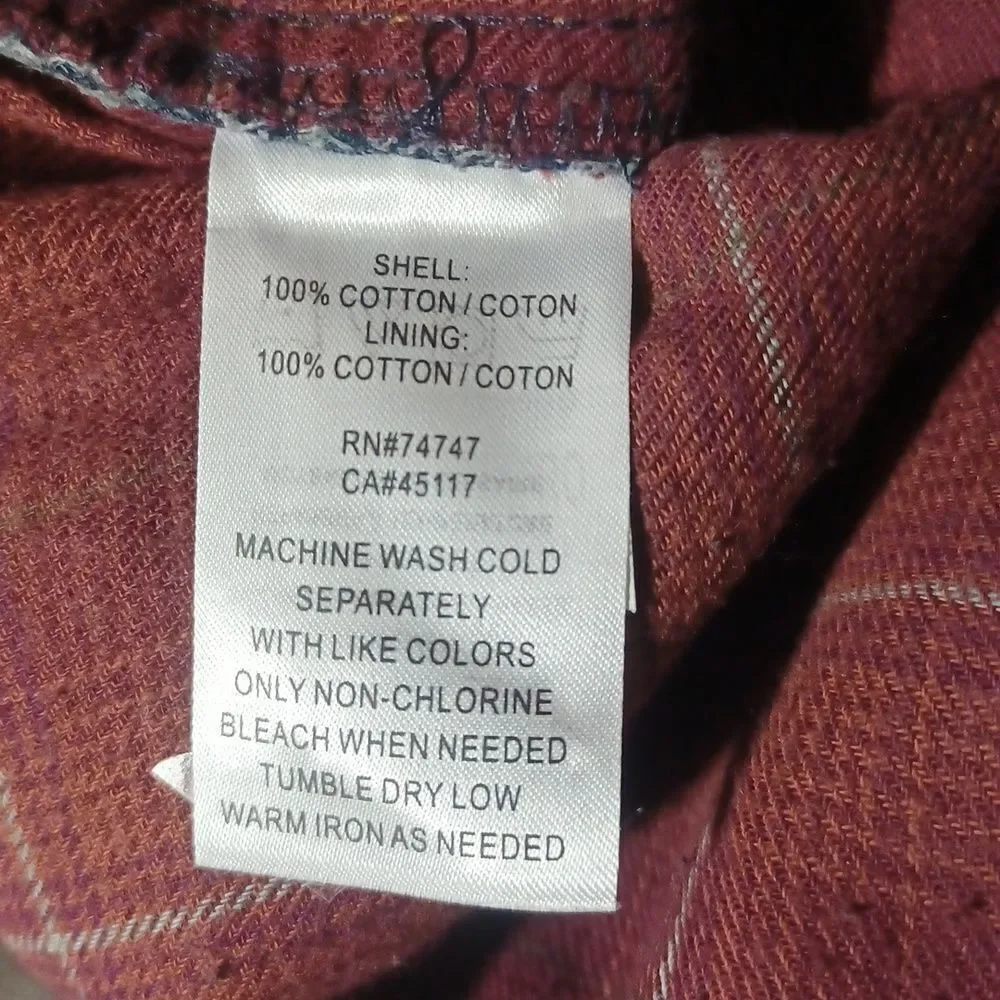 SHELL:
100% COTTON / COTON
LINING:
100% COTTON / COTON
RN#74747
CA#45117
MACHINE WASH COLD
SEPARATELY
WITH LIKE COLORS
ONLY NON-CHLORINE
BLEACH WHEN NEEDED
TUMBLE DRY LOW
WARM IRON AS NEEDED